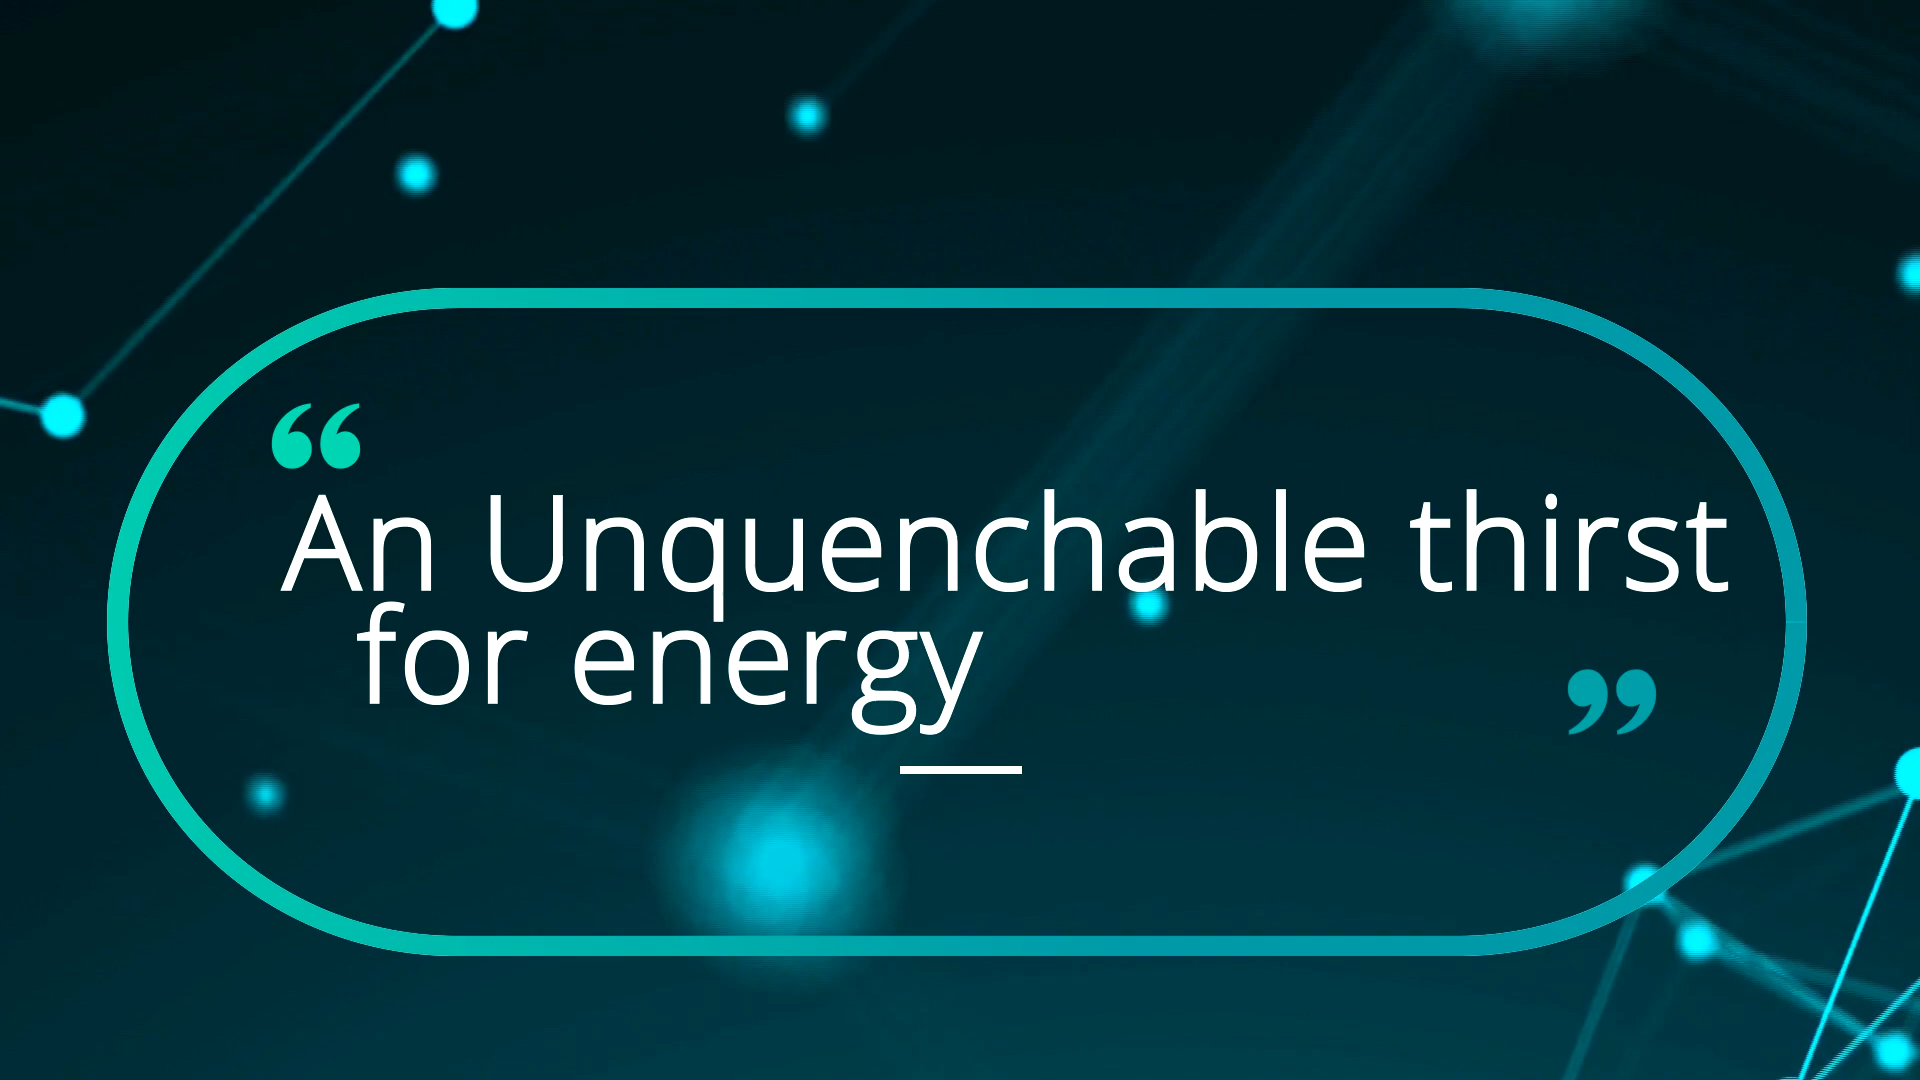 “
An Unquenchable thirst
for energy
”